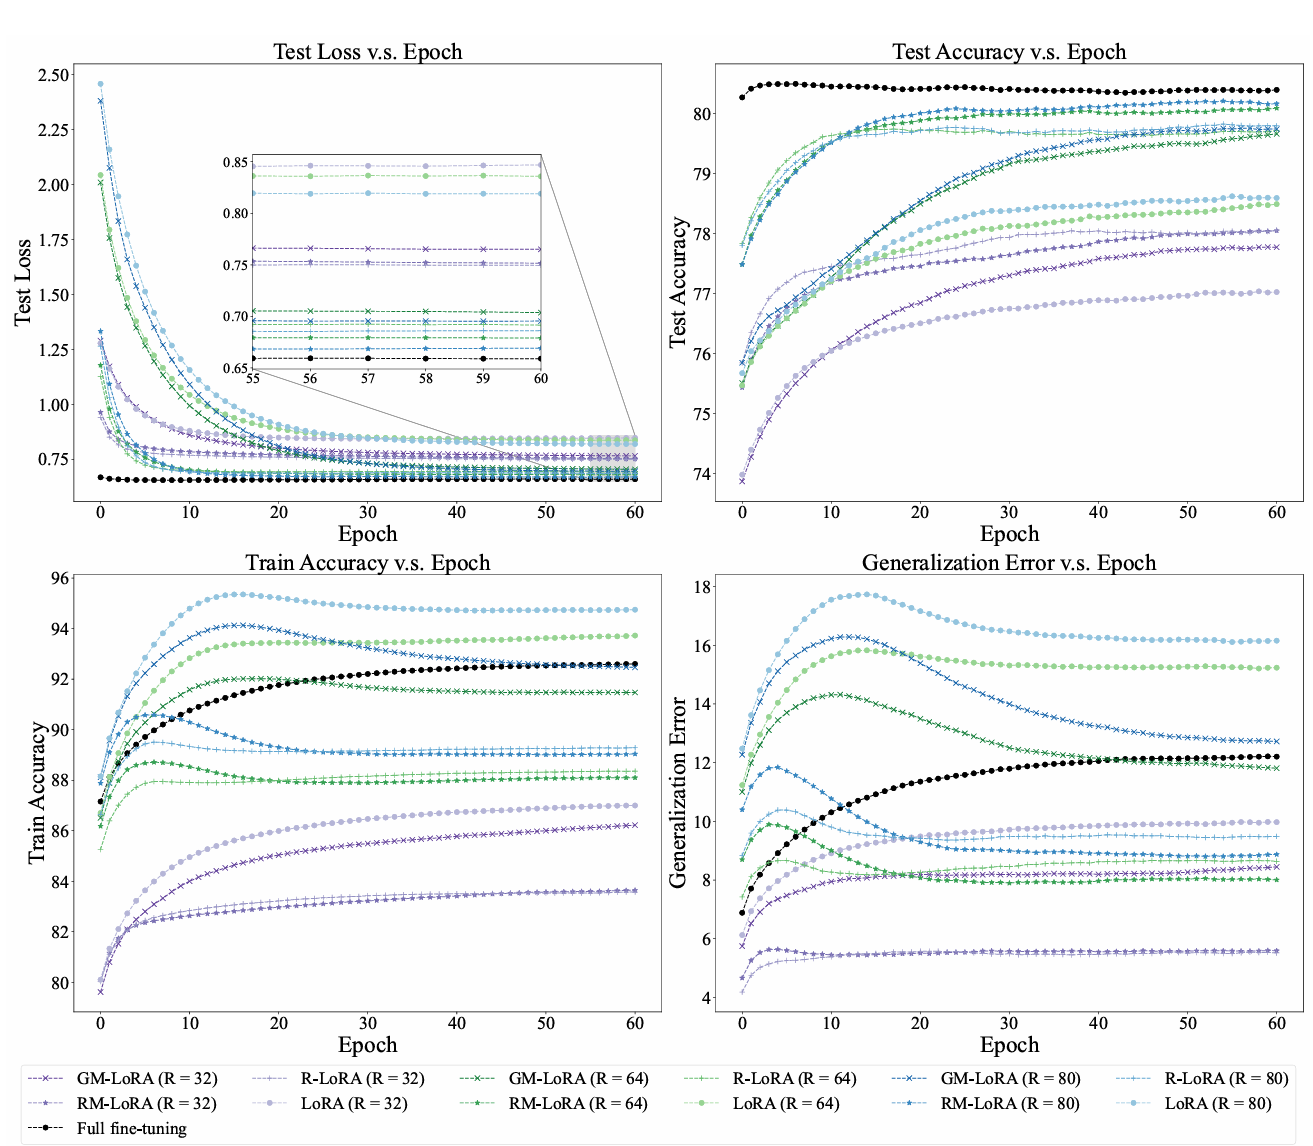 Test Loss v.s. Epoch
Test Loss
2.50
2.25
2.00
1.75
1.50
1.25
1.00
0.75
0.85
0.80
0.75
0.70
0.65
55 56 57 58 59 60
0 10 20 30 40 50 60
Epoch
Test Accuracy v.s. Epoch
Test Accuracy
80
79
78
77
76
75
74
0 10 20 30 40 50 60
Epoch
Train Accuracy v.s. Epoch
Train Accuracy
96
94
92
90
88
86
84
82
80
0 10 20 30 40 50 60
Epoch
Generalization Error v.s. Epoch
Generalization Error
18
16
14
12
10
8
6
4
0 10 20 30 40 50 60
Epoch
GM-LoRA (R = 32) R-LoRA (R = 32) GM-LoRA (R = 64) R-LoRA (R = 64) GM-LoRA (R = 80) R-LoRA (R = 80)
RM-LoRA (R = 32) LoRA (R = 32) RM-LoRA (R = 64) LoRA (R = 64) RM-LoRA (R = 80) LoRA (R = 80)
Full fine-tuning